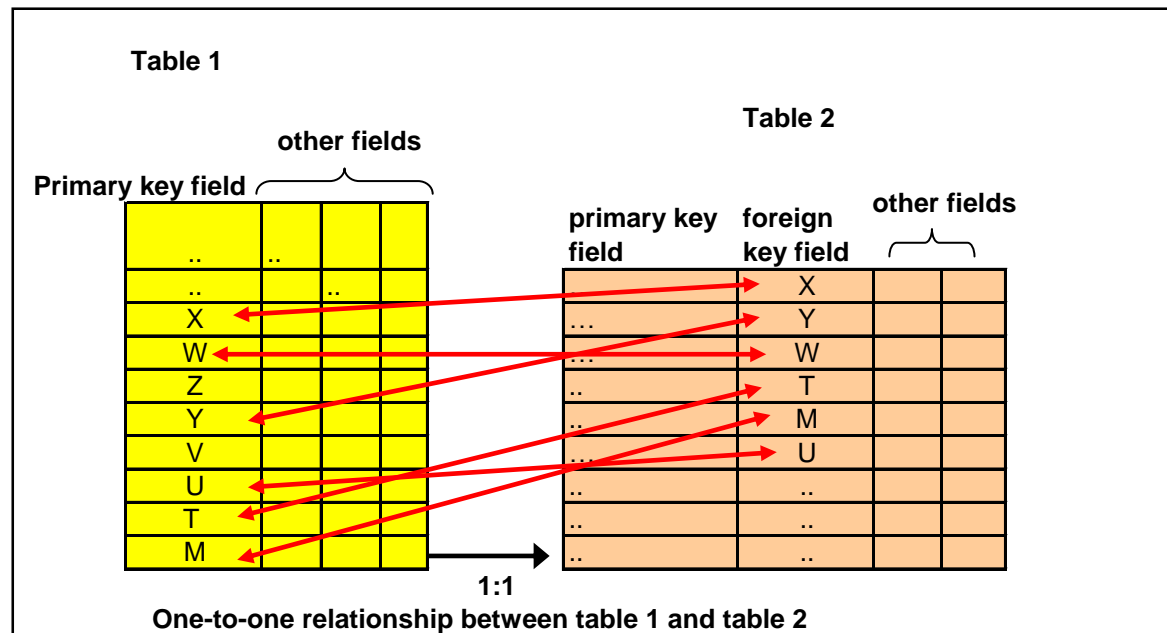 Table 1
Table 2
other fields
Primary key field
primary key field
foreign key field
other fields
.. ..
.. ..
X
W
Z
Y
V
U
T
M
.. X
... Y
... W
.. T
.. M
... U
.. ..
.. ..
.. ..
1:1
One-to-one relationship between table 1 and table 2